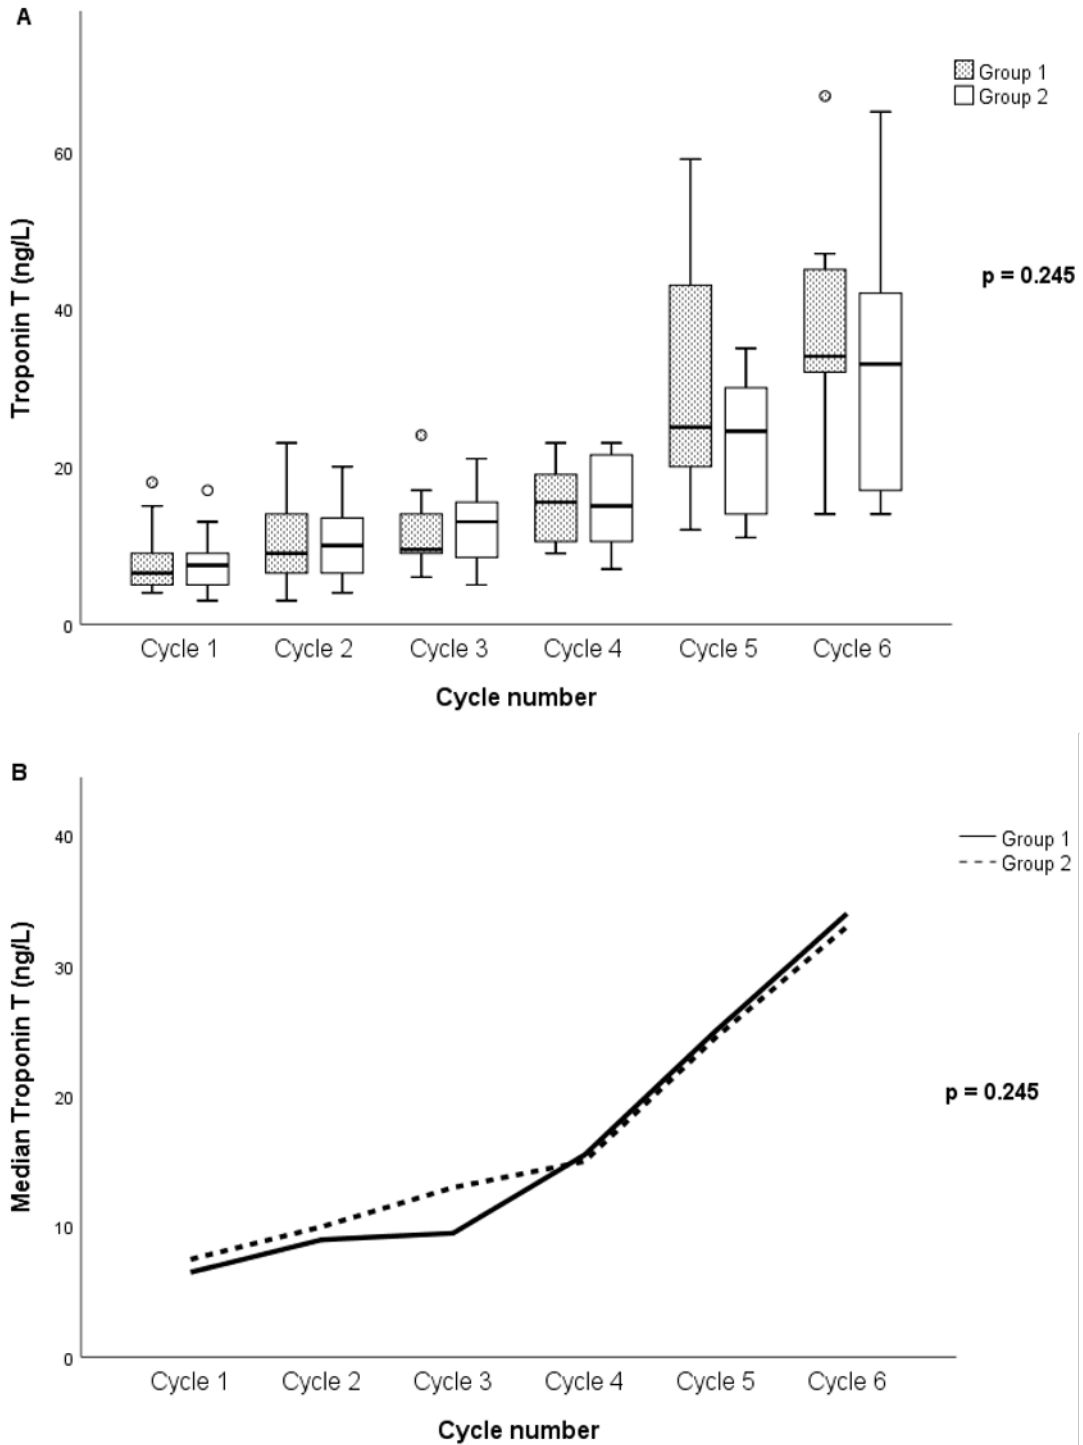 A
Group 1
Group 2
60
40
20
0
Troponin T (ng/L)
p = 0.245
Cycle 1 Cycle 2 Cycle 3 Cycle 4 Cycle 5 Cycle 6
Cycle number
B
Group 1
Group 2
40
30
20
10
0
Median Troponin T (ng/L)
p = 0.245
Cycle 1 Cycle 2 Cycle 3 Cycle 4 Cycle 5 Cycle 6
Cycle number